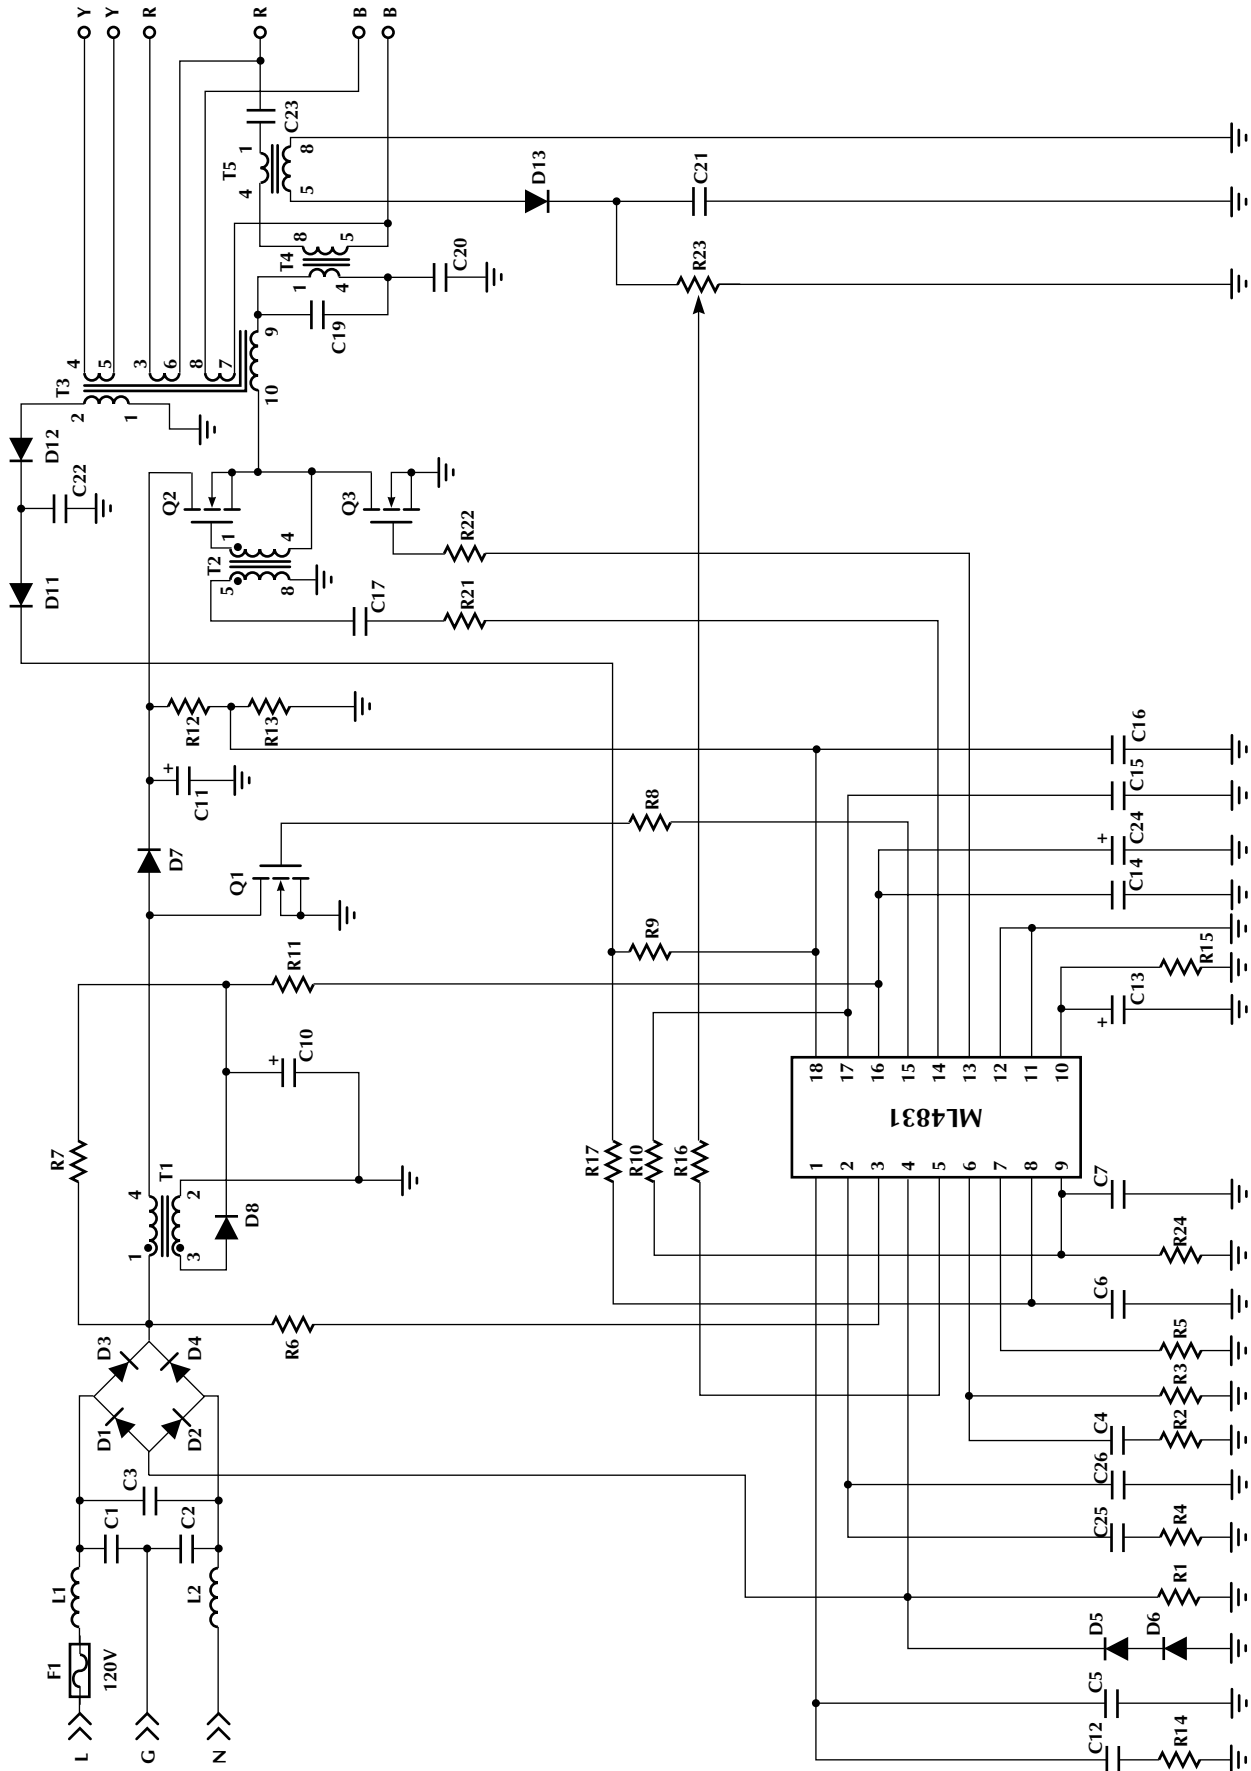 Y
Y
R
R
B
B
C23
T5
1
4
8
5
D13
C21
R23
T4
8
5
1
4
C20
C19
9
10
T3
4
5
3
6
8
7
2
1
D12
C22
D11
Q2
Q3
1
4
T2
5
8
R22
R21
C17
R12
R13
C11
+
D7
Q1
R8
R9
R11
C10
+
R7
T1
4
2
1
3
D8
R17
R10
R16
C16
C15
C24
+
C14
R15
C13
+
18
17
16
15
14
13
12
11
10
ML4831
1
2
3
4
5
6
7
8
9
C7
R24
C6
R5
R3
R2
C4
C26
C25
R4
R1
D5
D6
C5
C12
R14
R6
D3
D4
D1
D2
C3
C1
C2
L1
L2
F1
120V
L
G
N